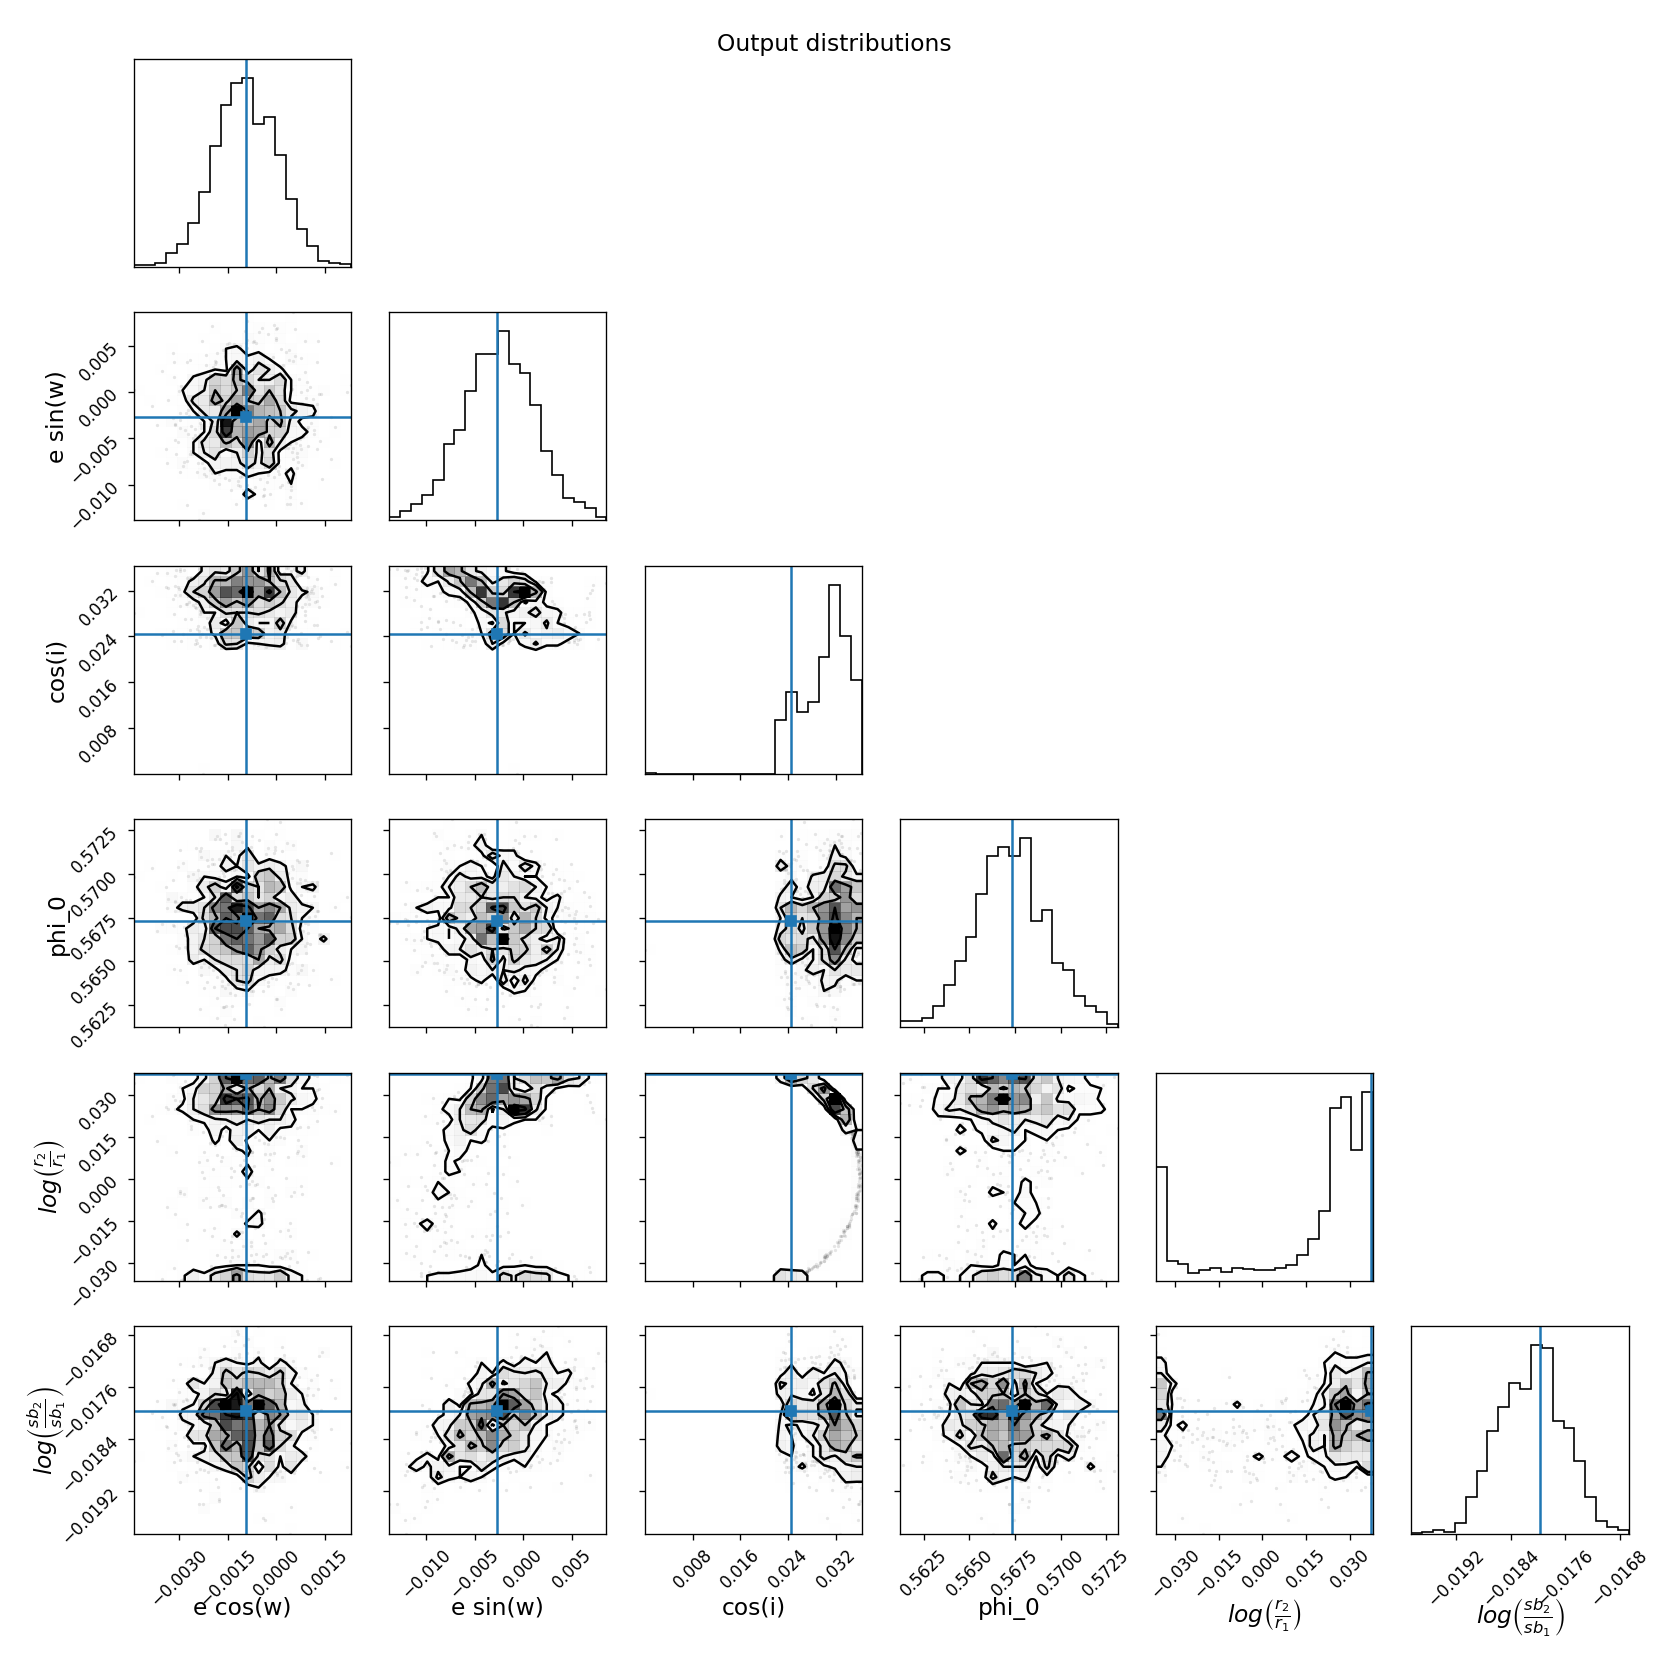 Output distributions
e sin(w)
0.005
0.000
−0.005
−0.010
cos(i)
0.032
0.024
0.016
0.008
phi_0
0.5725
0.5700
0.5675
0.5650
0.5625
log(r2/r1)
0.030
0.015
0.000
−0.015
−0.030
log(sb2/sb1)
−0.0168
−0.0176
−0.0184
−0.0192
−0.0030 −0.0015 0.0000 0.0015
e cos(w)
−0.010 −0.005 0.000 0.005
e sin(w)
0.008 0.016 0.024 0.032
cos(i)
0.5625 0.5650 0.5675 0.5700 0.5725
phi_0
−0.030 −0.015 0.000 0.015 0.030
log(r2/r1)
−0.0192 −0.0184 −0.0176 −0.0168
log(sb2/sb1)